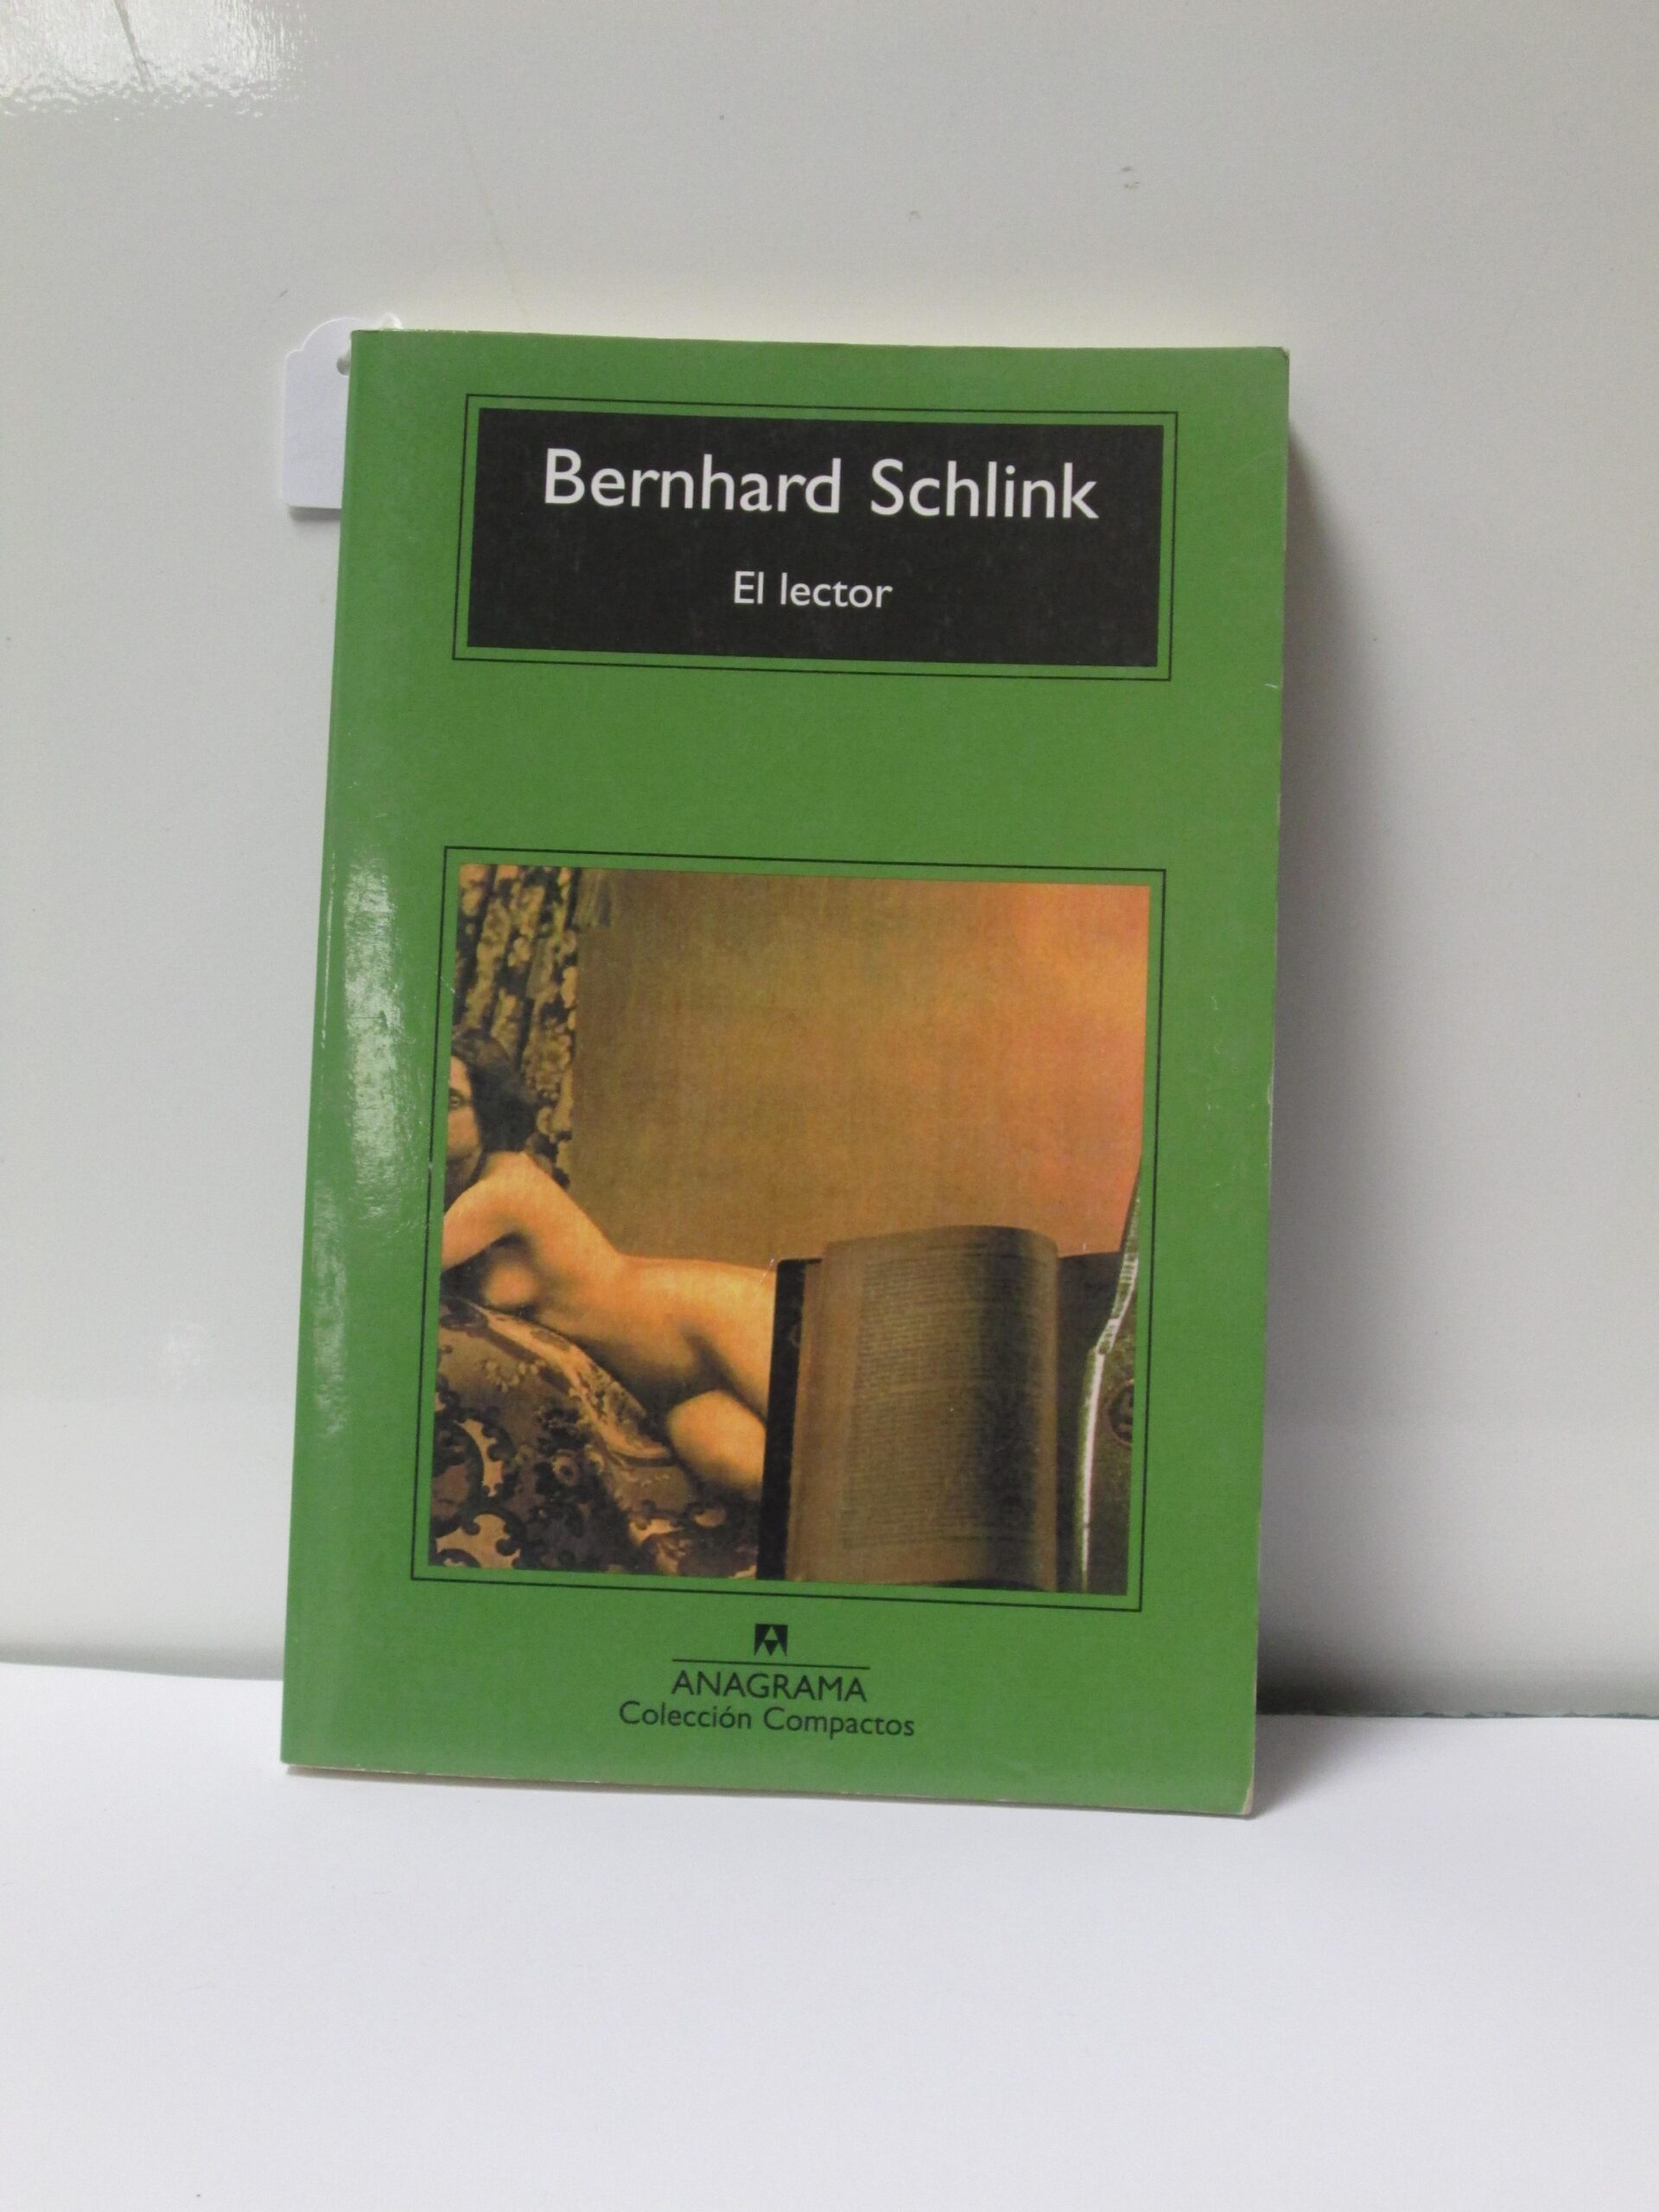 Bernhard Schlink
El lector
ANAGRAMA
Colección Compactos